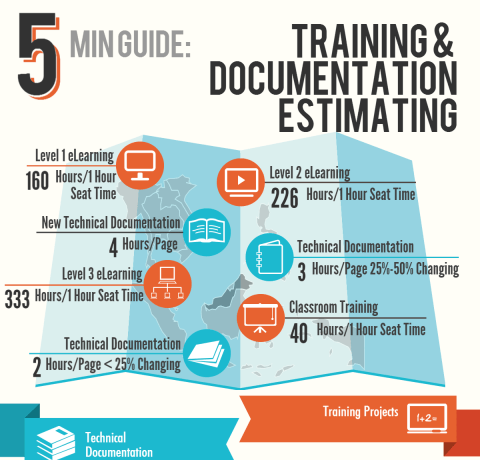 5 MIN GUIDE:
TRAINING &
DOCUMENTATION
ESTIMATING
Level 1 eLearning
160 Hours/1 Hour
Seat Time
Level 2 eLearning
226 Hours/1 Hour Seat Time
New Technical Documentation
4 Hours/Page
Technical Documentation
3 Hours/Page 25%-50% Changing
Level 3 eLearning
333 Hours/1 Hour Seat Time
Classroom Training
40 Hours/1 Hour Seat Time
Technical Documentation
2 Hours/Page < 25% Changing
Training Projects
1+2=
Technical
Documentation